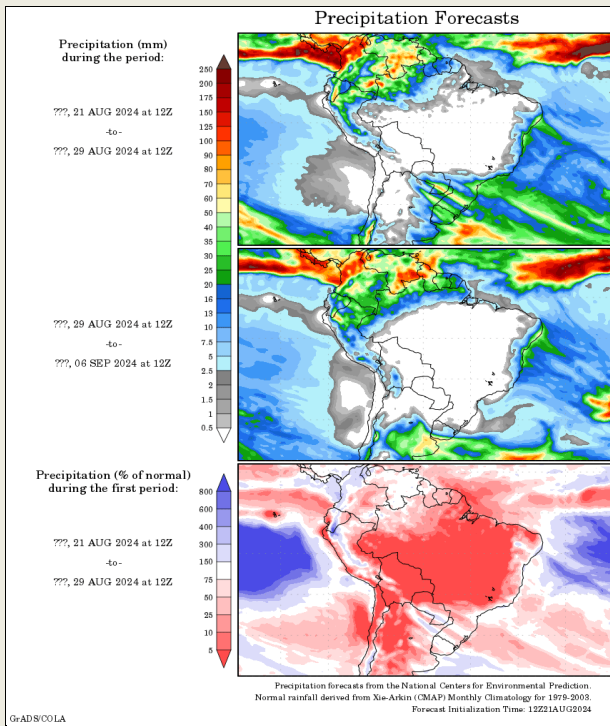 Precipitation Forecasts
Precipitation (mm)
during the period:
???, 21 AUG 2024 at 12Z
-to-
???, 29 AUG 2024 at 12Z
250
200
175
150
125
100
90
80
70
60
50
40
35
30
25
20
16
13
10
7.5
5
2.5
2
1.5
1
0.5
???, 29 AUG 2024 at 12Z
-to-
???, 06 SEP 2024 at 12Z
Precipitation (% of normal)
during the first period:
???, 21 AUG 2024 at 12Z
-to-
???, 29 AUG 2024 at 12Z
800
600
400
300
150
75
50
25
10
5
Precipitation forecasts from the National Centers for Environmental Prediction.
Normal rainfall derived from Xie-Arkin (CMAP) Monthly Climatology for 1979-2003.
Forecast Initialization Time: 12Z21AUG2024
GrADS/COLA